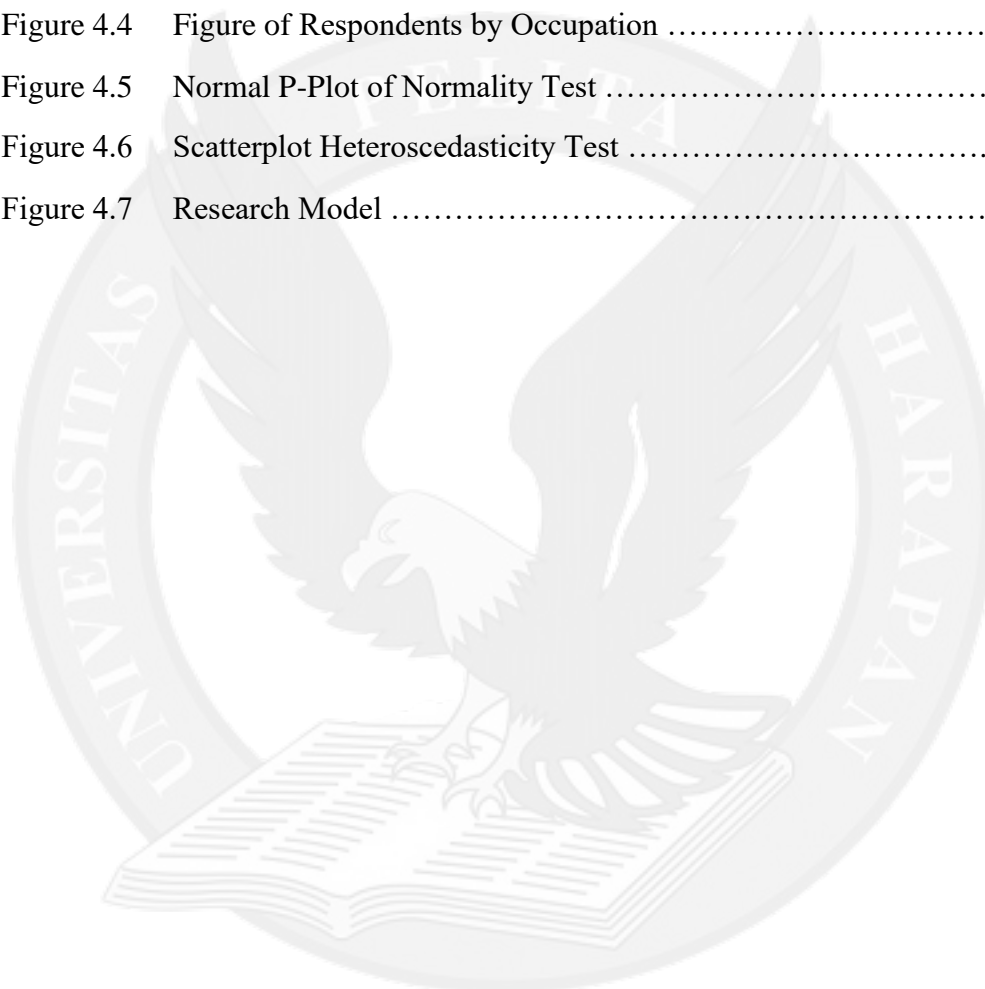 Figure 4.4 Figure of Respondents by Occupation ……………………………
Figure 4.5 Normal P-Plot of Normality Test …………………………………
Figure 4.6 Scatterplot Heteroscedasticity Test ……………………………….
Figure 4.7 Research Model ……………………………………………………
UNIVERSITAS PELITA HARAPAN